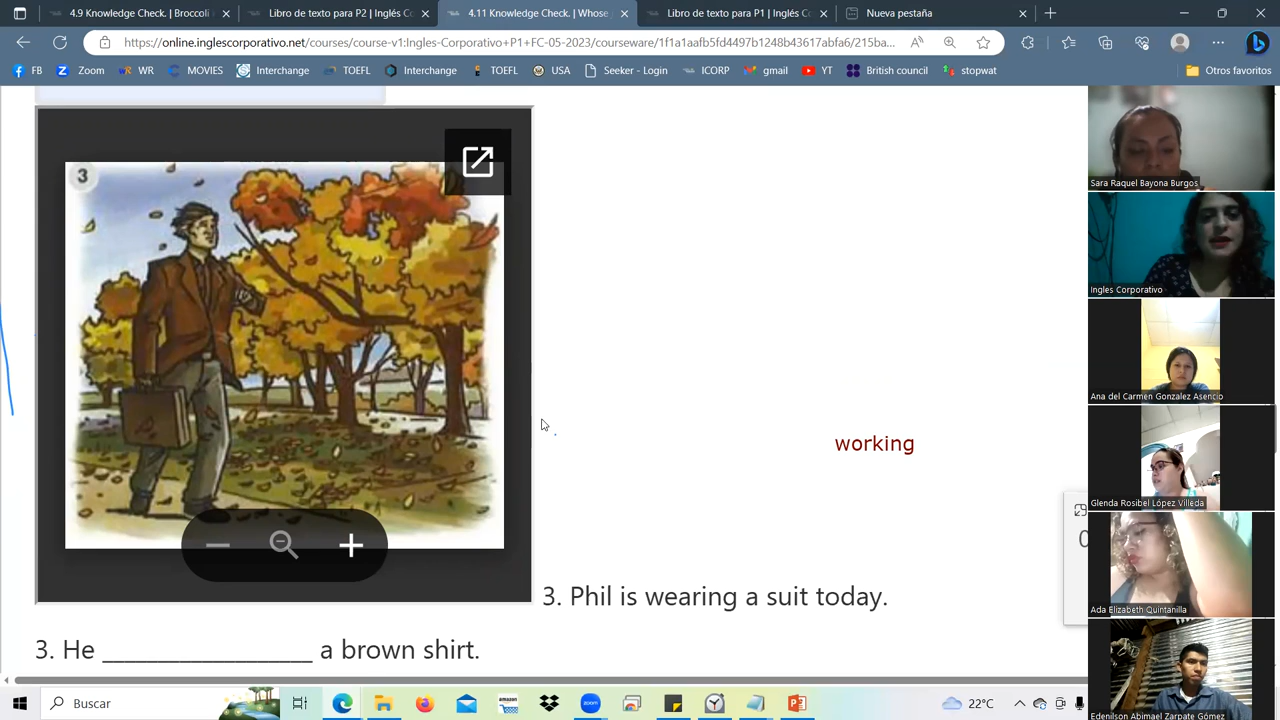 4.9 Knowledge Check. | Broccoli
Libro de texto para P2 | Inglés Co
4.11 Knowledge Check. | Whose
Libro de texto para P1 | Inglés C
Nueva pestaña
https://online.inglescorporativo.net/courses/course-v1:Ingles-Corporativo+P1+FC-05-2023/courseware/1f1a1aafb5fd4497b1248b43617abfa6/215ba...
FB Zoom WR MOVIES Interchange TOEFL Interchange TOEFL USA Seeker - Login ICORP gmail YT British council stopwat Otros favoritos
3
Sara Raquel Bayona Burgos
Ingles Corporativo
Ana del Carmen Gonzalez Asencio
working
Glenda Rosibel López Villeda
3. Phil is wearing a suit today.
Ada Elizabeth Quintanilla
3. He ____________________ a brown shirt.
Edenilson Abimael Zarpate Gómez
Buscar
amazon
zoom
22°C